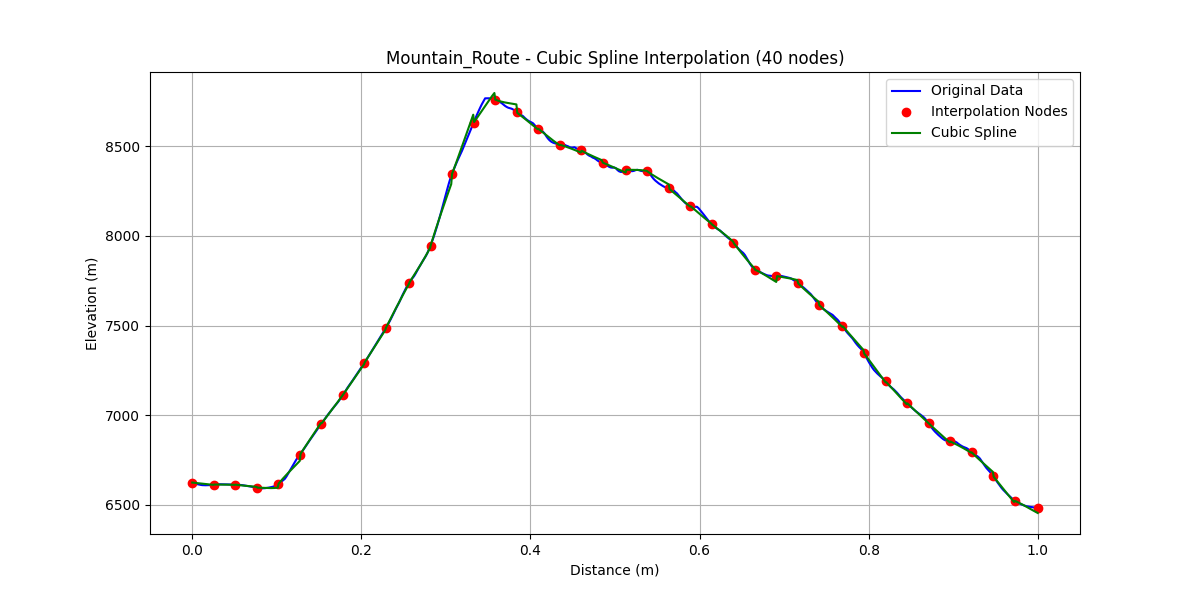 Mountain_Route - Cubic Spline Interpolation (40 nodes)
Original Data
Interpolation Nodes
Cubic Spline
Elevation (m)
8500
8000
7500
7000
6500
0.0 0.2 0.4 0.6 0.8 1.0
Distance (m)